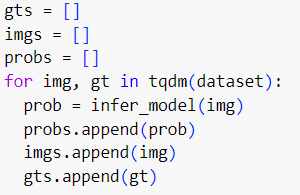 gts = []
imgs = []
probs = []
for img, gt in tqdm(dataset):
  prob = infer_model(img)
  probs.append(prob)
  imgs.append(img)
  gts.append(gt)